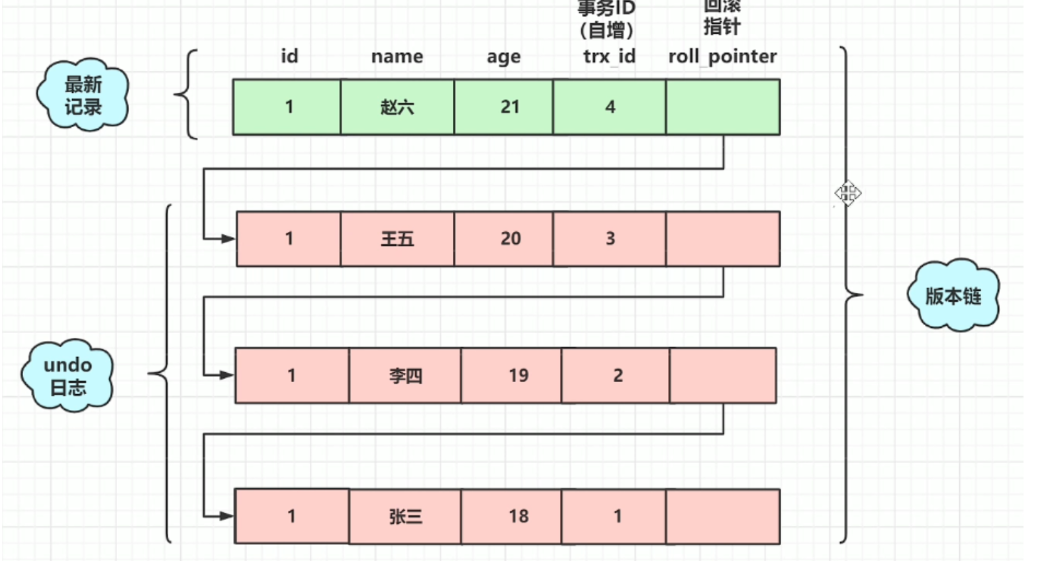 事务ID
(自增)
回滚
指针
id name age trx_id roll_pointer
最新
记录
1 赵六 21 4
1 王五 20 3
版本链
undo
日志
1 李四 19 2
1 张三 18 1